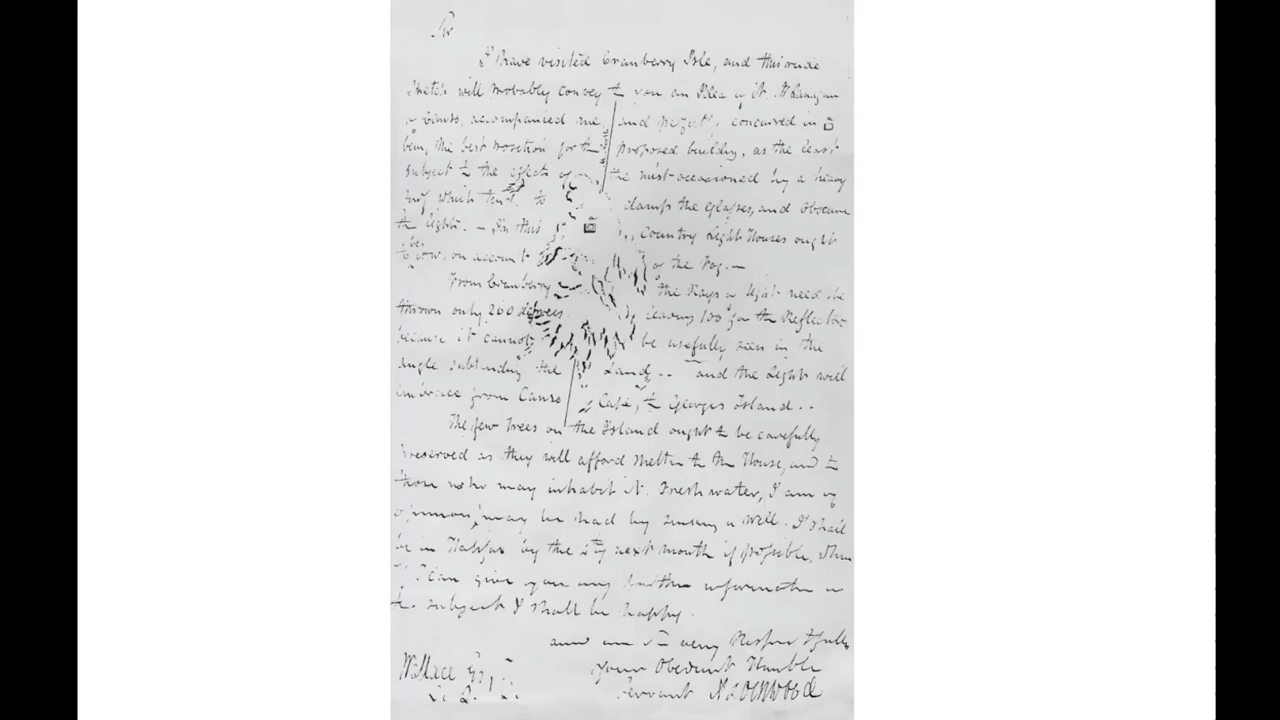 Sir
I have visited Cranberry Isle, and this rude
Sketch will probably convey to you an Idea of it. Mr Lanagan
of Canso, accompanied me and concurred in
being the best position for the proposed building, as the least
subject to the effects of the mist occasioned by a heavy
surf which tends to damp the Glasses, and obscure
the light. - In this Country Light Houses ought
to be low, on account of the Fog. -
From Cranberry the Rays of light need be
thrown only 260 degrees leaving 100° for the Reflector
because it cannot be usefully seen in the
angle subtending the Land - - and the Light will
embrace from Canso Cape, to Georges Island - -
The few Trees on the Island ought to be carefully
preserved as they will afford shelter to the House, and to
those who may inhabit it. Fresh water, I am of
opinion, may be had by sinking a well. I shall
be in Halifax by the next month if possible, when
if I can give you any further information on
the subject I shall be happy
and am Sir very Respectfully
Your Obedient Humble
Servant A Lockwood
Wallace Esqr